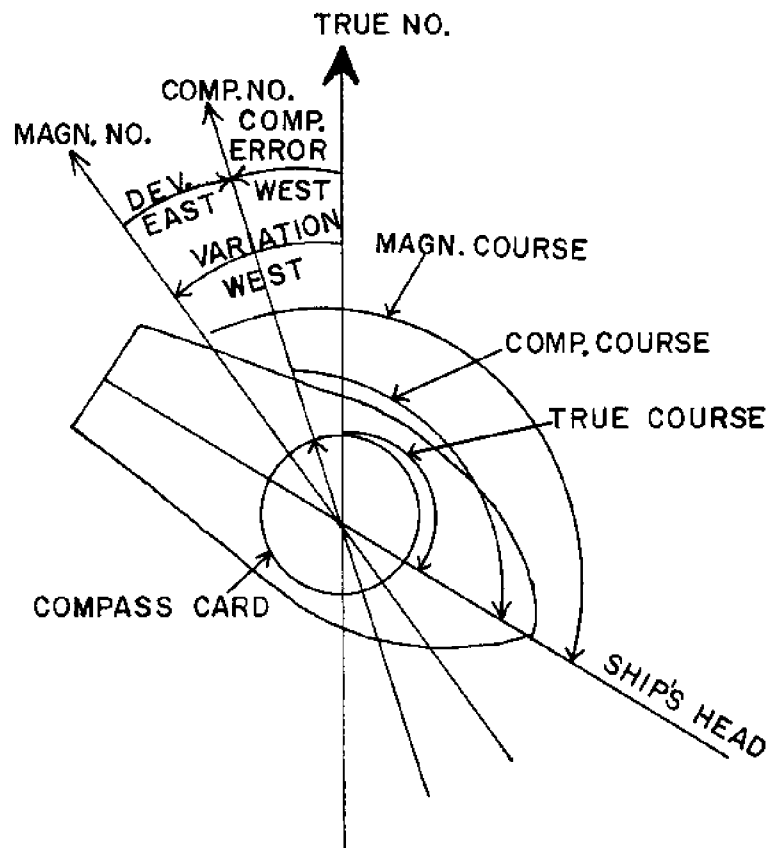 TRUE NO.
COMP. NO.
MAGN. NO.
COMP.
ERROR
WEST
DEV.
EAST
VARIATION
WEST
MAGN. COURSE
COMP. COURSE
TRUE COURSE
COMPASS CARD
SHIP'S HEAD